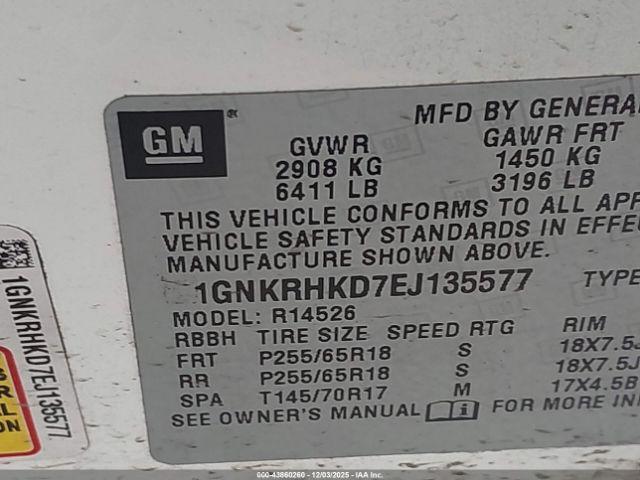 GM
MFD BY GENERA
GVWR GAWR FRT
2908 KG 1450 KG
6411 LB 3196 LB
THIS VEHICLE CONFORMS TO ALL APP
VEHICLE SAFETY STANDARDS IN EFFE
MANUFACTURE SHOWN ABOVE.
1GNKRHKD7EJ135577 TYPE
MODEL: R14526
RBBH TIRE SIZE SPEED RTG RIM
FRT P255/65R18 S 18X7.5J
RR P255/65R18 S 18X7.5J
SPA T145/70R17 M 17X4.5B
SEE OWNER'S MANUAL FOR MORE IN
1GNKRHKD7EJ135577
000-43860260 - 12/03/2025 - IAA Inc.